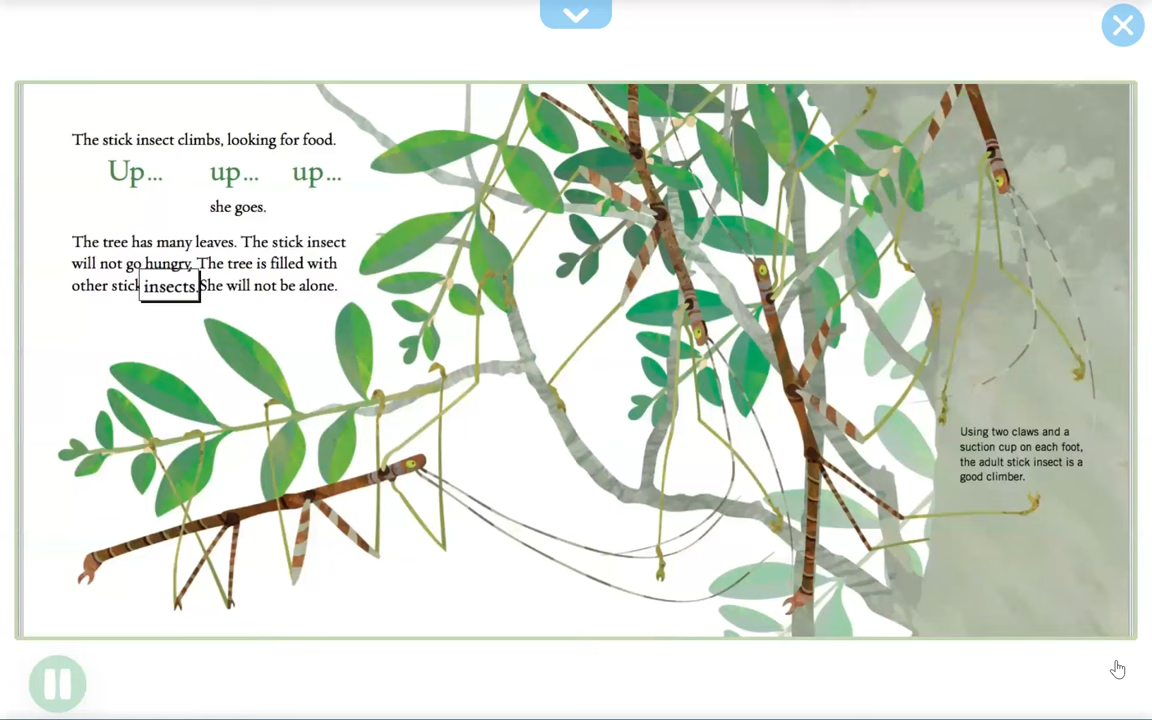 The stick insect climbs, looking for food.
Up... up... up...
she goes.
The tree has many leaves. The stick insect
will not go hungry. The tree is filled with
other stick insects. She will not be alone.
Using two claws and a
suction cup on each foot,
the adult stick insect is a
good climber.